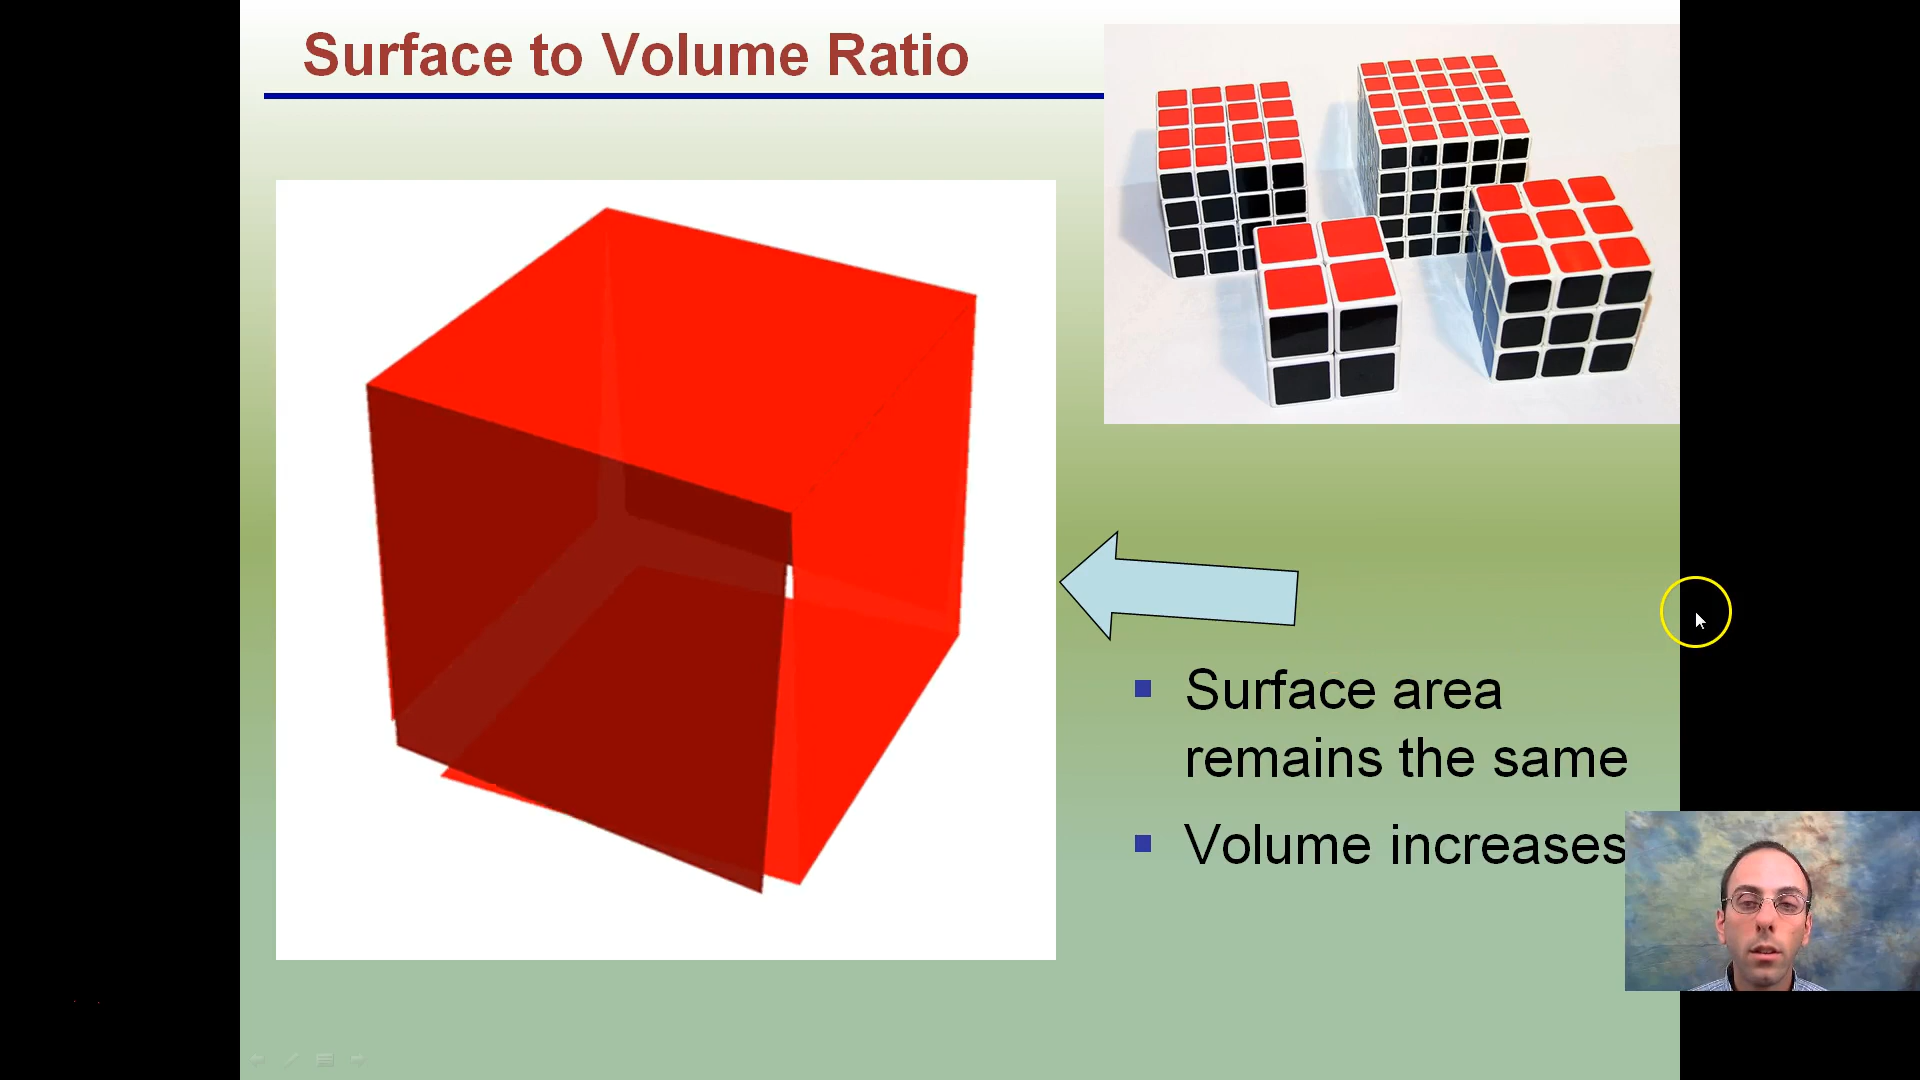 Surface to Volume Ratio
Surface area
remains the same
Volume increases